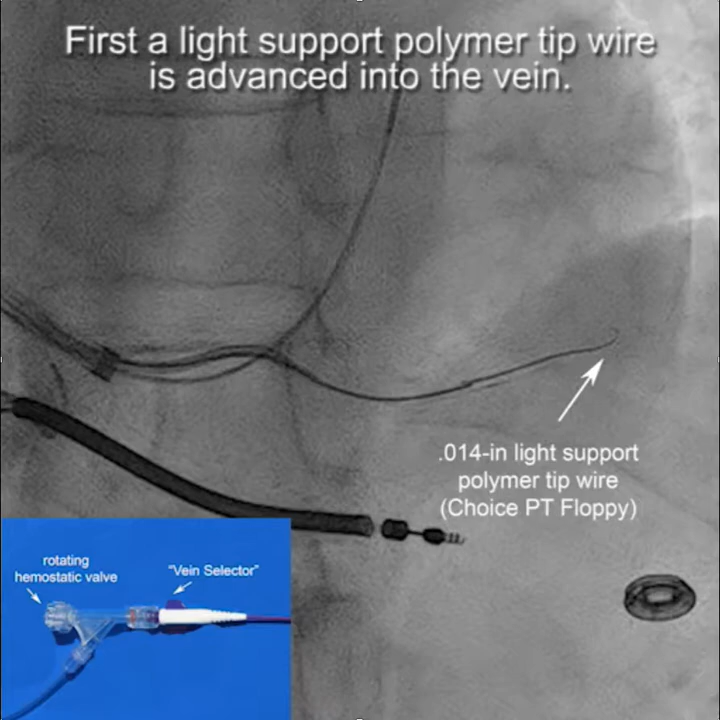 First a light support polymer tip wire
is advanced into the vein.
.014-in light support
polymer tip wire
(Choice PT Floppy)
rotating
hemostatic valve
“Vein Selector”